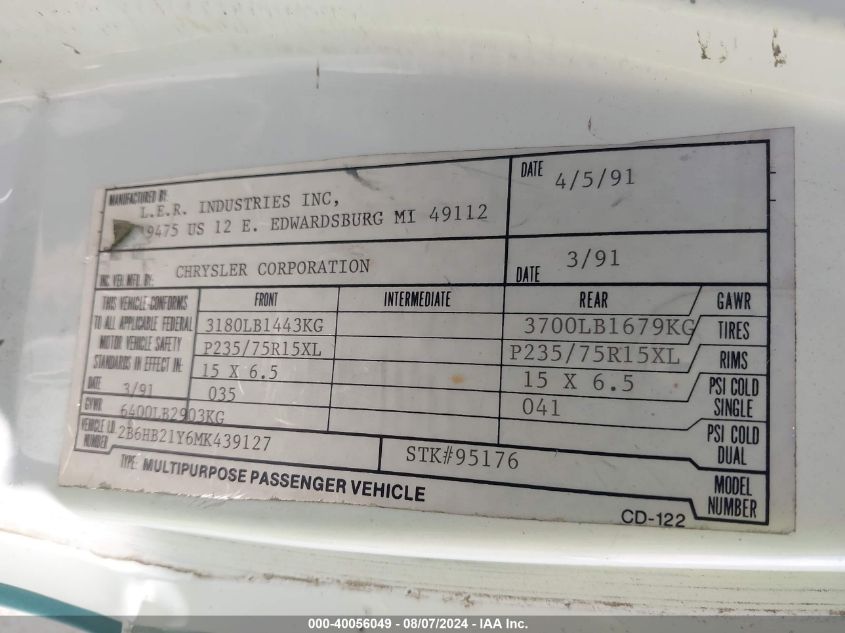 MANUFACTURED BY:
L.E.R. INDUSTRIES INC,
9475 US 12 E. EDWARDSBURG MI 49112
DATE 4/5/91
INC. VEH. MFD. BY: CHRYSLER CORPORATION
DATE 3/91
THIS VEHICLE CONFORMS
TO ALL APPLICABLE FEDERAL
MOTOR VEHICLE SAFETY
STANDARDS IN EFFECT IN:
DATE 3/91
FRONT INTERMEDIATE REAR GAWR
3180LB1443KG 3700LB1679KG TIRES
P235/75R15XL P235/75R15XL RIMS
15 X 6.5 15 X 6.5 PSI COLD SINGLE
035 041 PSI COLD DUAL
GVWR 6400LB2903KG
VEHICLE I.D. NUMBER 2B6HB21Y6MK439127
STK#95176 MODEL NUMBER
TYPE: MULTIPURPOSE PASSENGER VEHICLE
CD-122
000-40056049 - 08/07/2024 - IAA Inc.